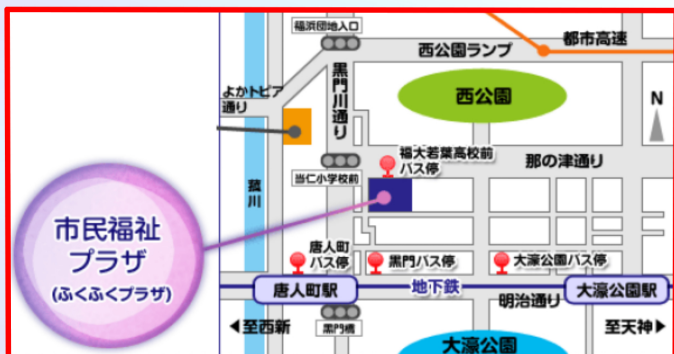 福浜団地入口
西公園ランプ
都市高速
よかトピア
通り
黒門川通り
西公園
N
福大若葉高校前
バス停
那の津通り
当仁小学校前
菰川
市民福祉
プラザ
(ふくふくプラザ)
唐人町
バス停
黒門バス停
大濠公園バス停
唐人町駅
地下鉄
明治通り
大濠公園駅
◀至西新
黒門橋
大濠公園
至天神▶